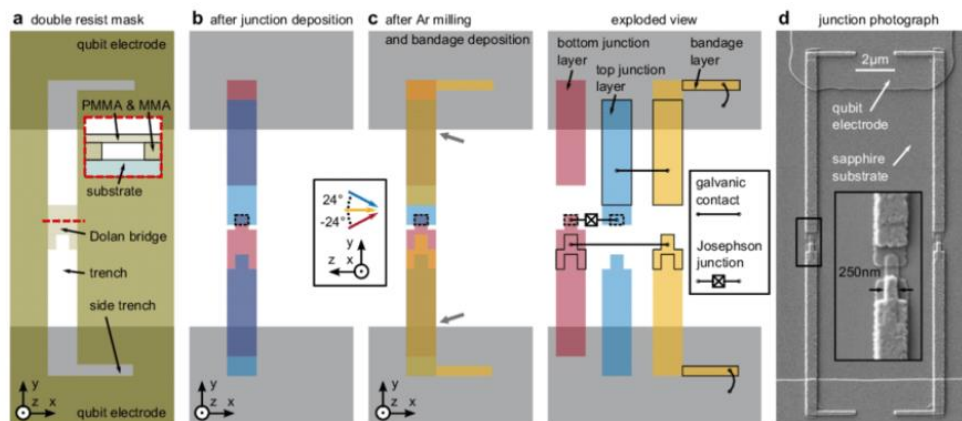 a double resist mask
qubit electrode
PMMA & MMA
substrate
Dolan bridge
trench
side trench
y
z x
qubit electrode
b after junction deposition
24°
-24°
y
z x
y
z x
c after Ar milling
and bandage deposition
y
z x
exploded view
bottom junction
layer
top junction
layer
bandage
layer
galvanic
contact
Josephson
junction
d junction photograph
2μm
qubit
electrode
sapphire
substrate
250nm